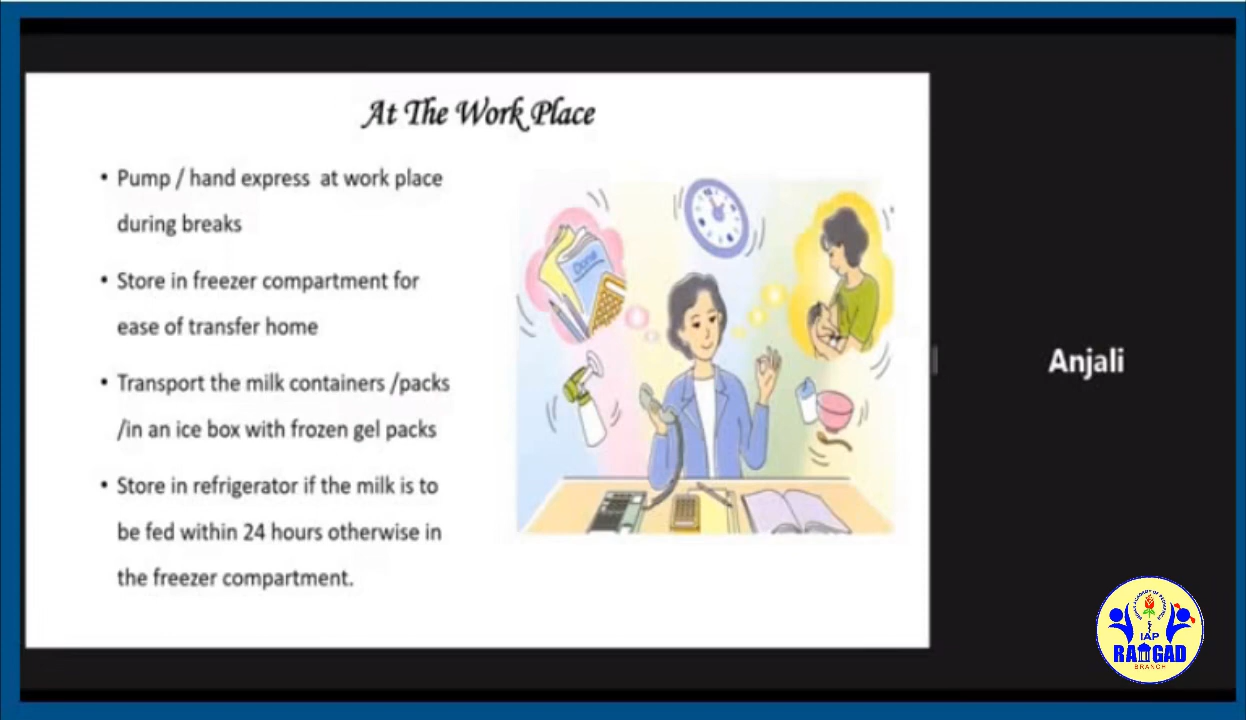 At The Work Place
• Pump / hand express at work place
during breaks
• Store in freezer compartment for
ease of transfer home
• Transport the milk containers /packs
/in an ice box with frozen gel packs
• Store in refrigerator if the milk is to
be fed within 24 hours otherwise in
the freezer compartment.
Done
Anjali
IAP
RAIGAD
BRANCH